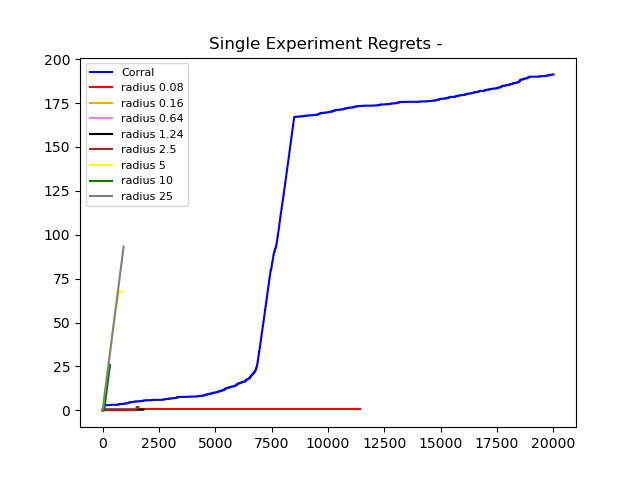 Single Experiment Regrets -
200
175
150
125
100
75
50
25
0
Corral
radius 0.08
radius 0.16
radius 0.64
radius 1.24
radius 2.5
radius 5
radius 10
radius 25
0 2500 5000 7500 10000 12500 15000 17500 20000